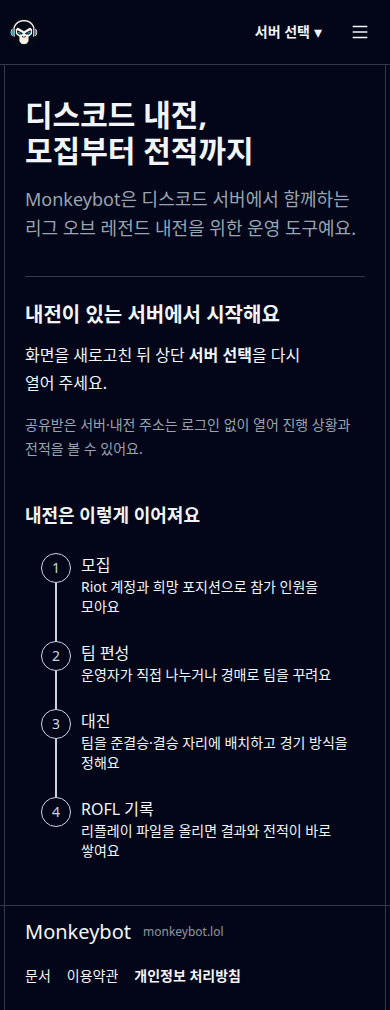 서버 선택 ▾
디스코드 내전,
모집부터 전적까지
Monkeybot은 디스코드 서버에서 함께하는
리그 오브 레전드 내전을 위한 운영 도구예요.
내전이 있는 서버에서 시작해요
화면을 새로고친 뒤 상단 서버 선택을 다시
열어 주세요.
공유받은 서버·내전 주소는 로그인 없이 열어 진행 상황과
전적을 볼 수 있어요.
내전은 이렇게 이어져요
1 모집
Riot 계정과 희망 포지션으로 참가 인원을
모아요
2 팀 편성
운영자가 직접 나누거나 경매로 팀을 꾸려요
3 대진
팀을 준결승·결승 자리에 배치하고 경기 방식을
정해요
4 ROFL 기록
리플레이 파일을 올리면 결과와 전적이 바로
쌓여요
Monkeybot monkeybot.lol
문서 이용약관 개인정보 처리방침